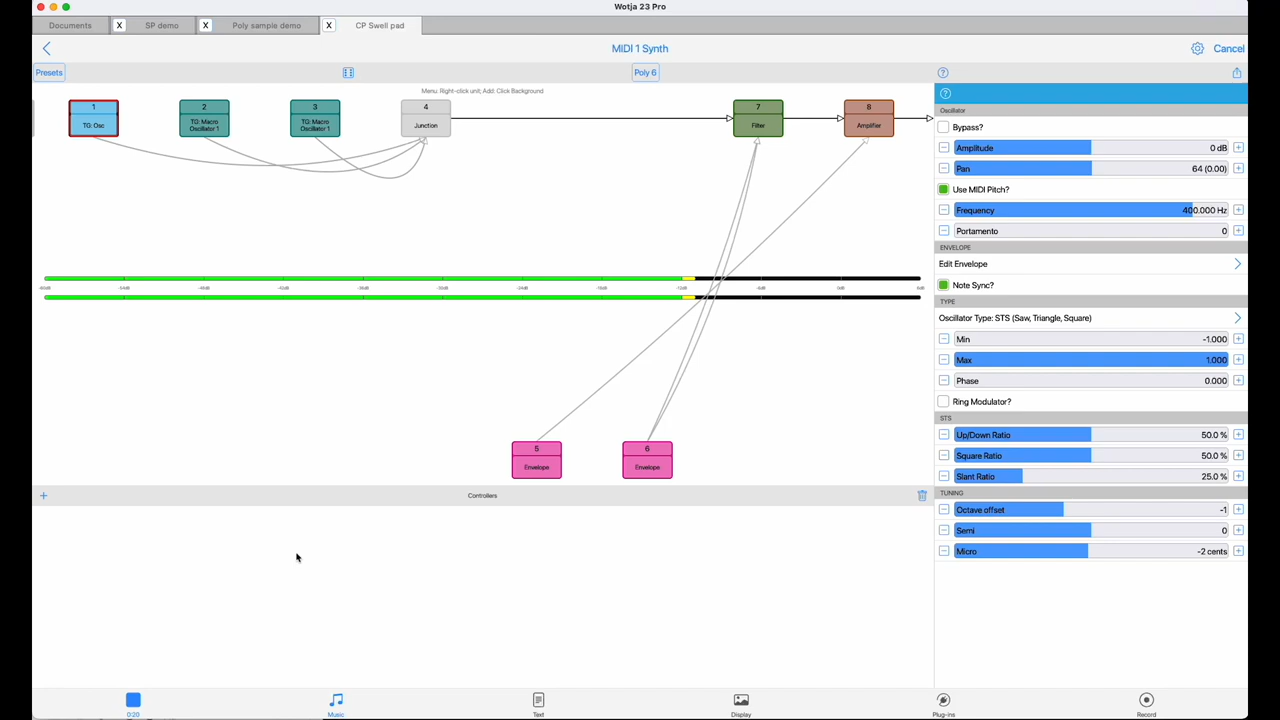 Wotja 23 Pro
Documents
X
SP demo
X
Poly sample demo
X
CP Swell pad
MIDI 1 Synth
Cancel
Presets
Poly 6
Menu: Right-click unit; Add: Click Background
1
TG: Osc
2
TG: Macro
Oscillator 1
3
TG: Macro
Oscillator 1
4
Junction
7
Filter
8
Amplifier
5
Envelope
6
Envelope
Controllers
Oscillator
Bypass?
Amplitude 0 dB
Pan 64 (0.00)
Use MIDI Pitch?
Frequency 400.000 Hz
Portamento 0
ENVELOPE
Edit Envelope
Note Sync?
TYPE
Oscillator Type: STS (Saw, Triangle, Square)
Min -1.000
Max 1.000
Phase 0.000
Ring Modulator?
STS
Up/Down Ratio 50.0 %
Square Ratio 50.0 %
Slant Ratio 25.0 %
TUNING
Octave offset -1
Semi 0
Micro -2 cents
0:20
Music
Text
Display
Plug-ins
Record